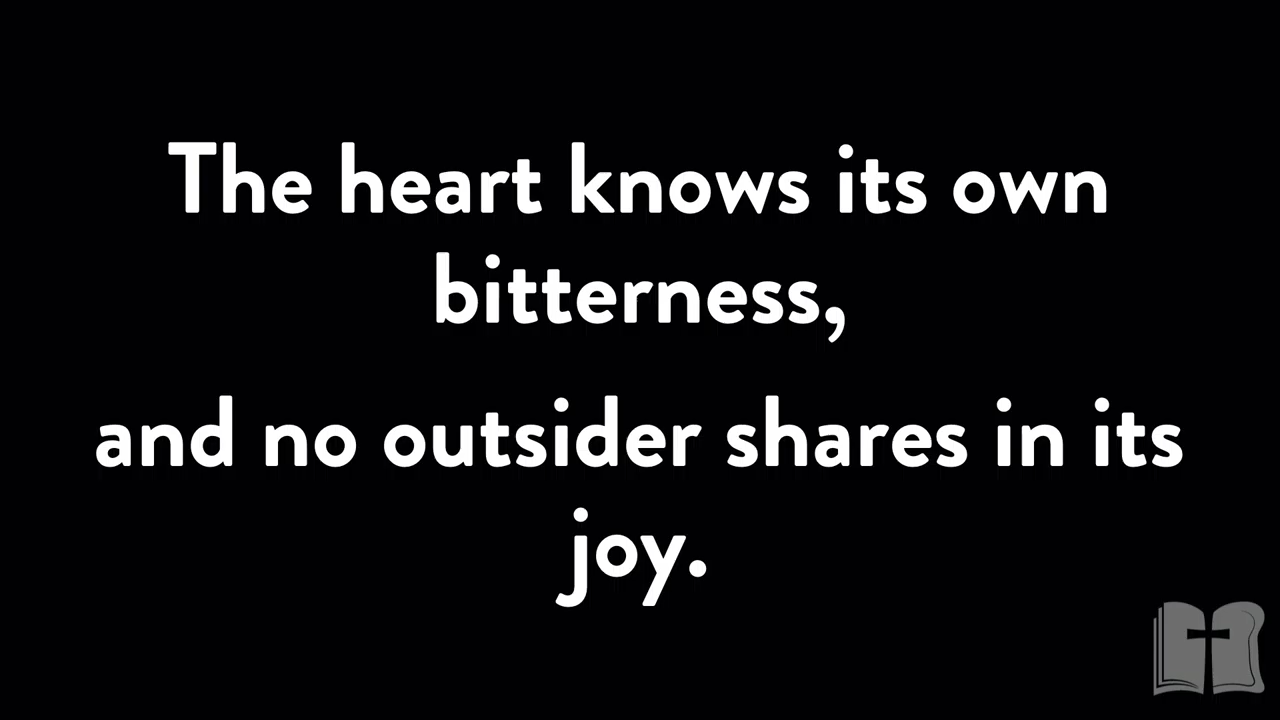 The heart knows its own
bitterness,
and no outsider shares in its
joy.